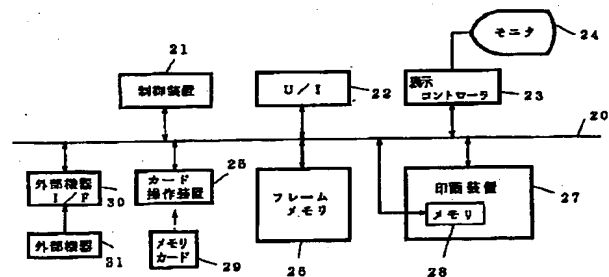 モニタ
24
21
制御装置
U/I
22
表示
コントローラ
23
20
外部機器
I/F
30
カード
操作装置
25
フレーム
メモリ
26
印画装置
メモリ
27
28
外部機器
31
メモリ
カード
29